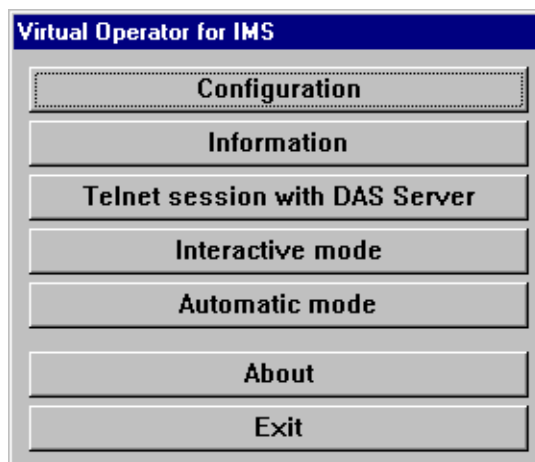 Virtual Operator for IMS
Configuration
Information
Telnet session with DAS Server
Interactive mode
Automatic mode
About
Exit